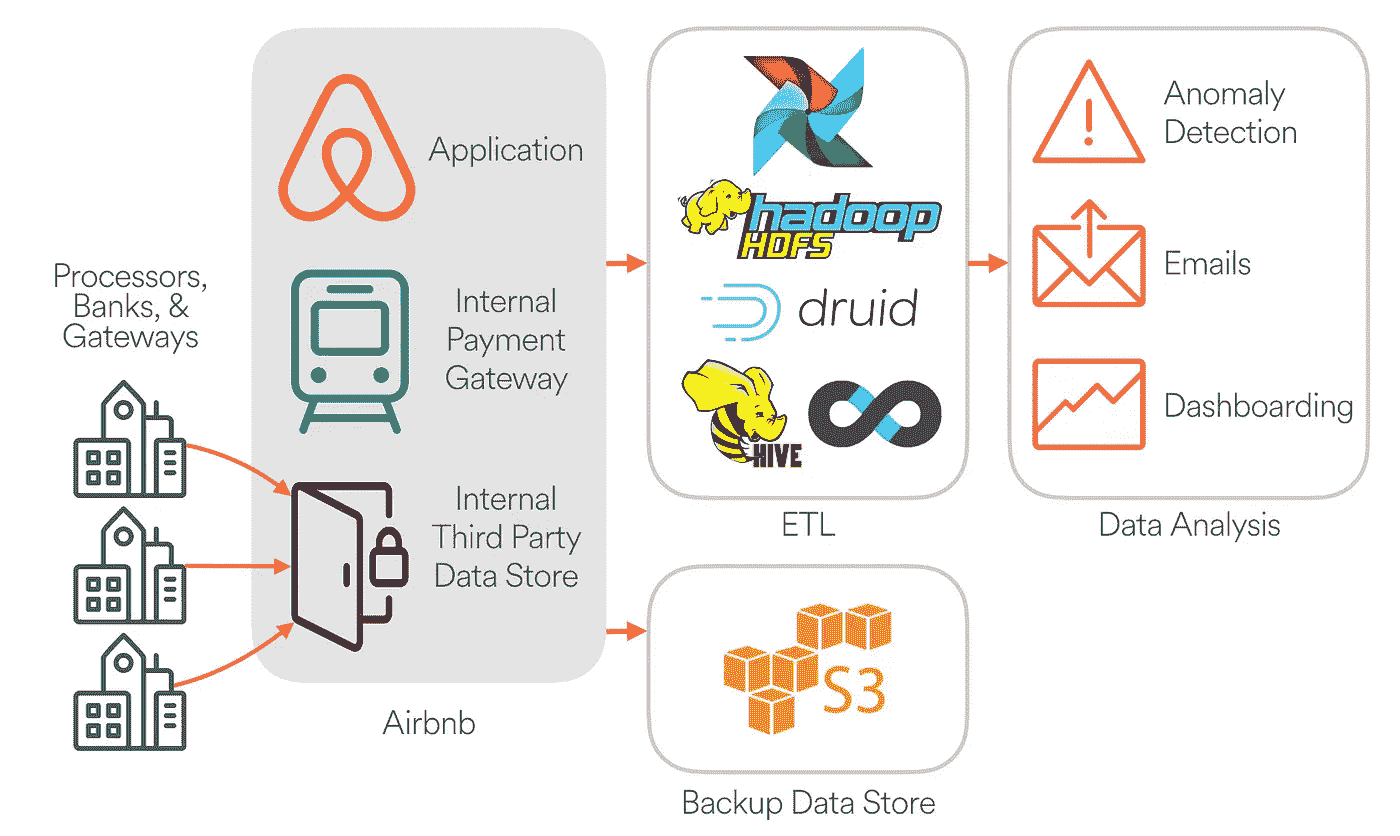 Processors,
Banks, &
Gateways
Application
Internal
Payment
Gateway
Internal
Third Party
Data Store
Airbnb
hadoop
HDFS
druid
HIVE
ETL
Anomaly
Detection
Emails
Dashboarding
Data Analysis
S3
Backup Data Store